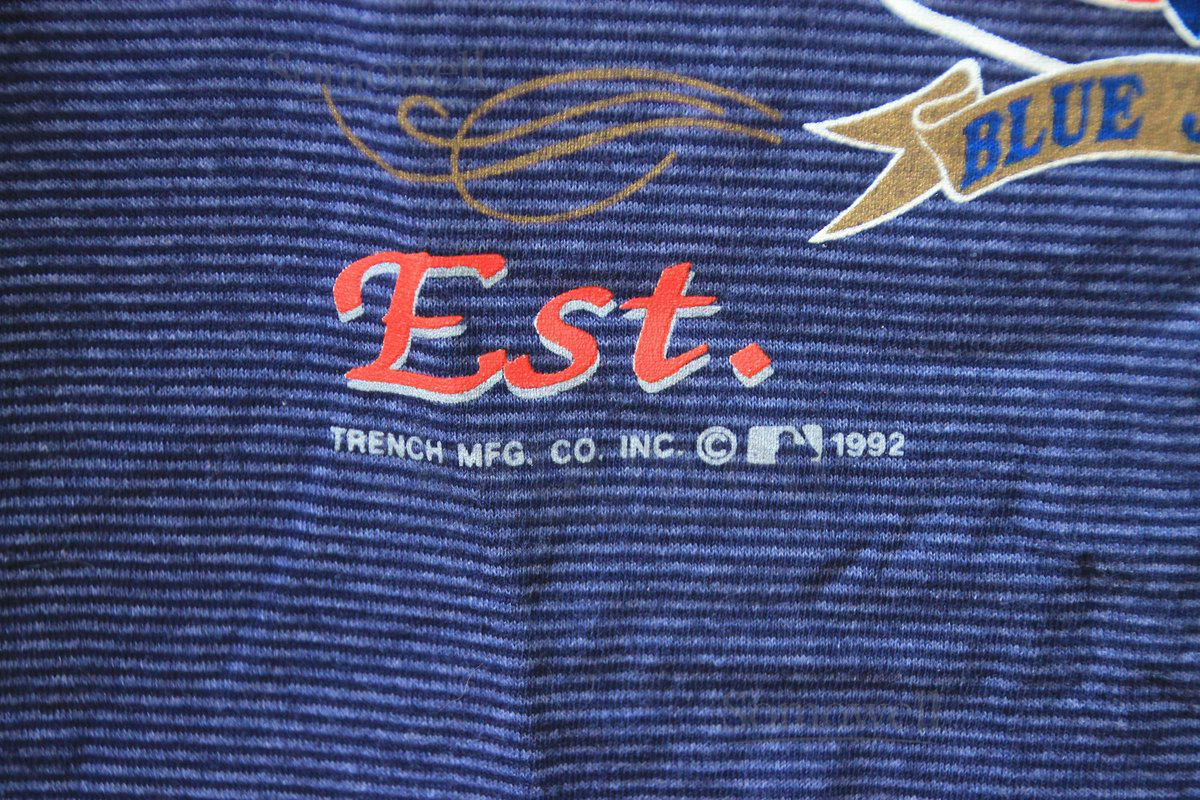 BLUE J
Est.
TRENCH MFG. CO. INC. © 1992